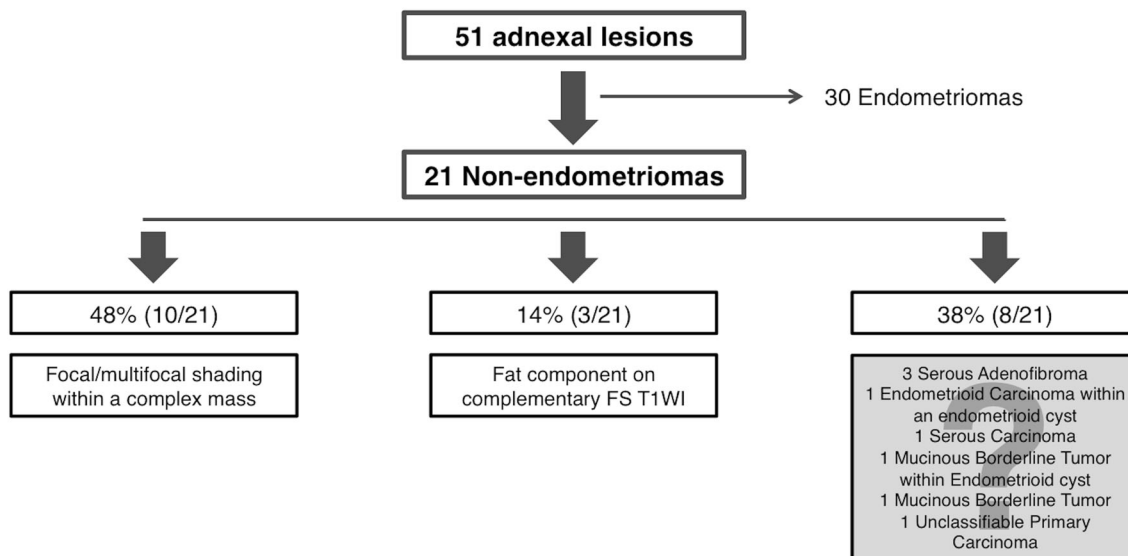 51 adnexal lesions
30 Endometriomas
21 Non-endometriomas
48% (10/21)
14% (3/21)
38% (8/21)
Focal/multifocal shading
within a complex mass
Fat component on
complementary FS T1WI
?
3 Serous Adenofibroma
1 Endometrioid Carcinoma within
an endometrioid cyst
1 Serous Carcinoma
1 Mucinous Borderline Tumor
within Endometrioid cyst
1 Mucinous Borderline Tumor
1 Unclassifiable Primary
Carcinoma